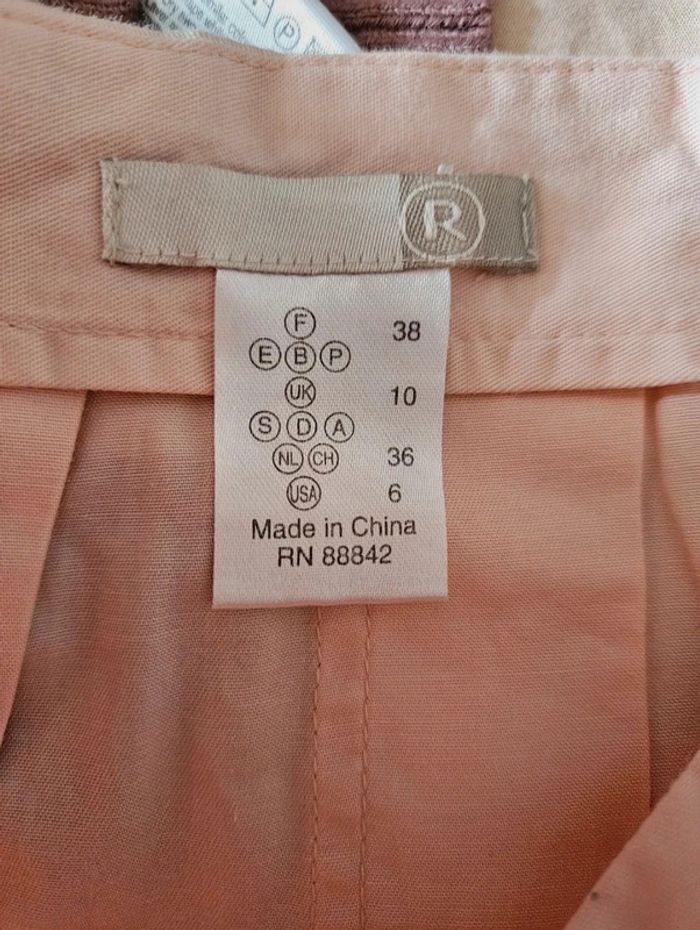 R
F 38
E B P
UK 10
S D A
NL CH 36
USA 6
Made in China
RN 88842